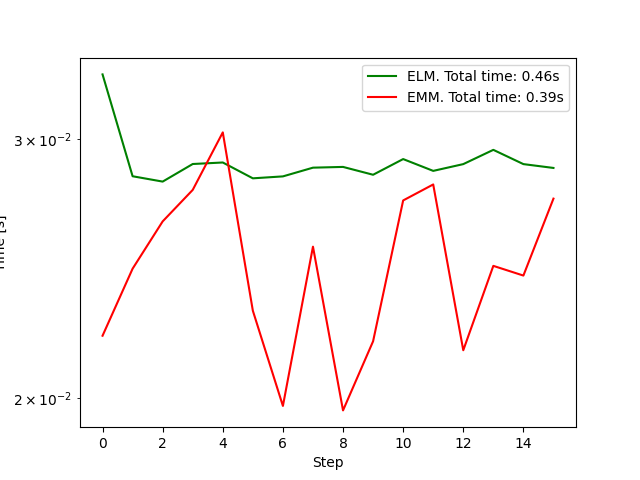 ELM. Total time: 0.46s
EMM. Total time: 0.39s
3 × 10⁻²
2 × 10⁻²
0 2 4 6 8 10 12 14
Step